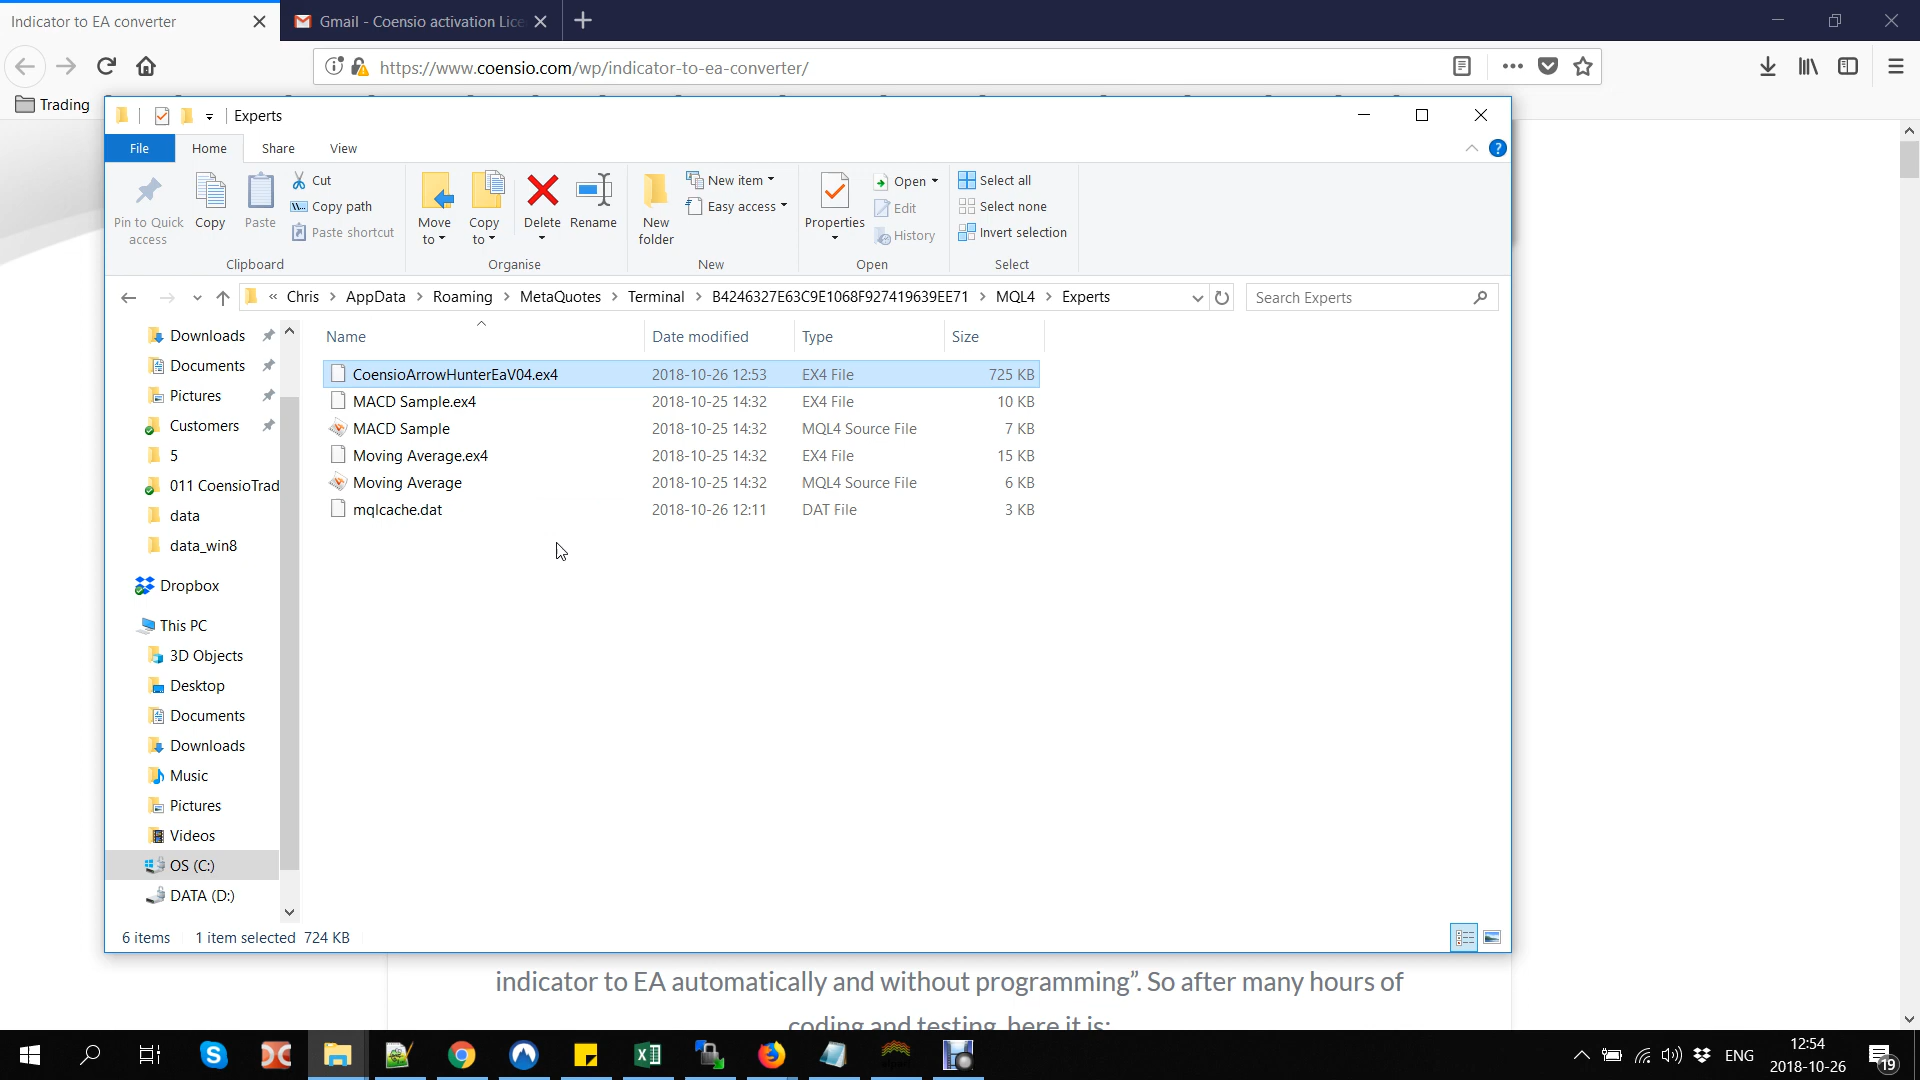 Indicator to EA converter
Gmail - Coensio activation Lice
https://www.coensio.com/wp/indicator-to-ea-converter/
Trading
Experts
File Home Share View
Pin to Quick access
Copy
Paste
Cut
Copy path
Paste shortcut
Clipboard
Move to
Copy to
Delete
Rename
Organise
New folder
New item
Easy access
New
Properties
Open
Edit
History
Open
Select all
Select none
Invert selection
Select
« Chris > AppData > Roaming > MetaQuotes > Terminal > B4246327E63C9E1068F927419639EE71 > MQL4 > Experts
Search Experts
Name Date modified Type Size
CoensioArrowHunterEaV04.ex4 2018-10-26 12:53 EX4 File 725 KB
MACD Sample.ex4 2018-10-25 14:32 EX4 File 10 KB
MACD Sample 2018-10-25 14:32 MQL4 Source File 7 KB
Moving Average.ex4 2018-10-25 14:32 EX4 File 15 KB
Moving Average 2018-10-25 14:32 MQL4 Source File 6 KB
mqlcache.dat 2018-10-26 12:11 DAT File 3 KB
Downloads
Documents
Pictures
Customers
5
011 CoensioTrad
data
data_win8
Dropbox
This PC
3D Objects
Desktop
Documents
Downloads
Music
Pictures
Videos
OS (C:)
DATA (D:)
6 items 1 item selected 724 KB
indicator to EA automatically and without programming”. So after many hours of
coding and testing, here it is:
ENG
12:54
2018-10-26
19